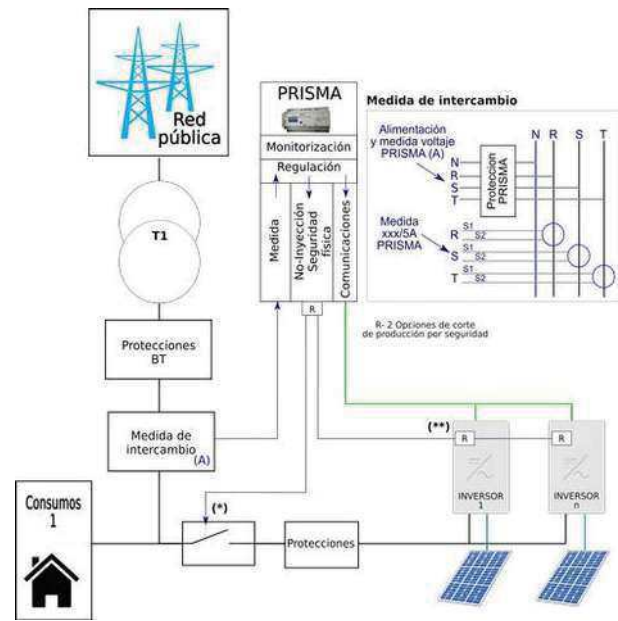 Red
pública
T1
Protecciones
BT
Medida de
intercambio
(A)
Consumos
1
PRISMA
Monitorización
Regulación
Medida
No-Inyección
Seguridad
física
Comunicaciones
R
Medida de intercambio
Alimentación
y medida voltaje
PRISMA (A)
N R S T
N
R
S
T
Proteccion
PRISMA
Medida
xxx/5A
PRISMA
R S1
S2
S S1
S2
T S1
S2
R- 2 Opciones de corte
de producción por seguridad
(*)
Protecciones
(**)
R
R
INVERSOR
1
INVERSOR
n